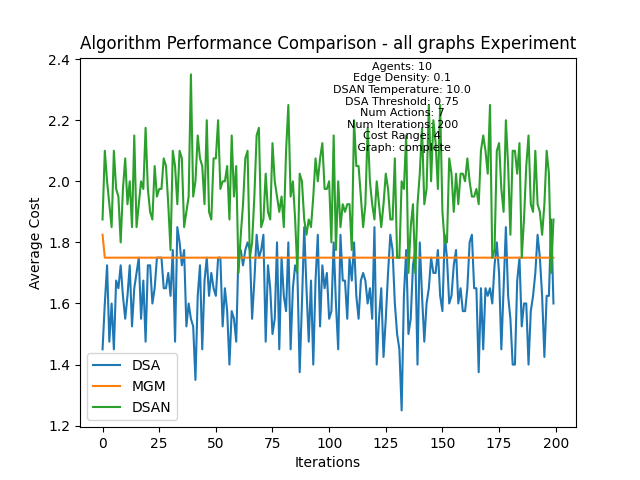 Algorithm Performance Comparison - all graphs Experiment
Agents: 10
Edge Density: 0.1
DSAN Temperature: 10.0
DSA Threshold: 0.75
Num Actions: 7
Num Iterations: 200
Cost Range: 4
Graph: complete
2.4
2.2
2.0
1.8
1.6
1.4
1.2
Average Cost
DSA
MGM
DSAN
0 25 50 75 100 125 150 175 200
Iterations